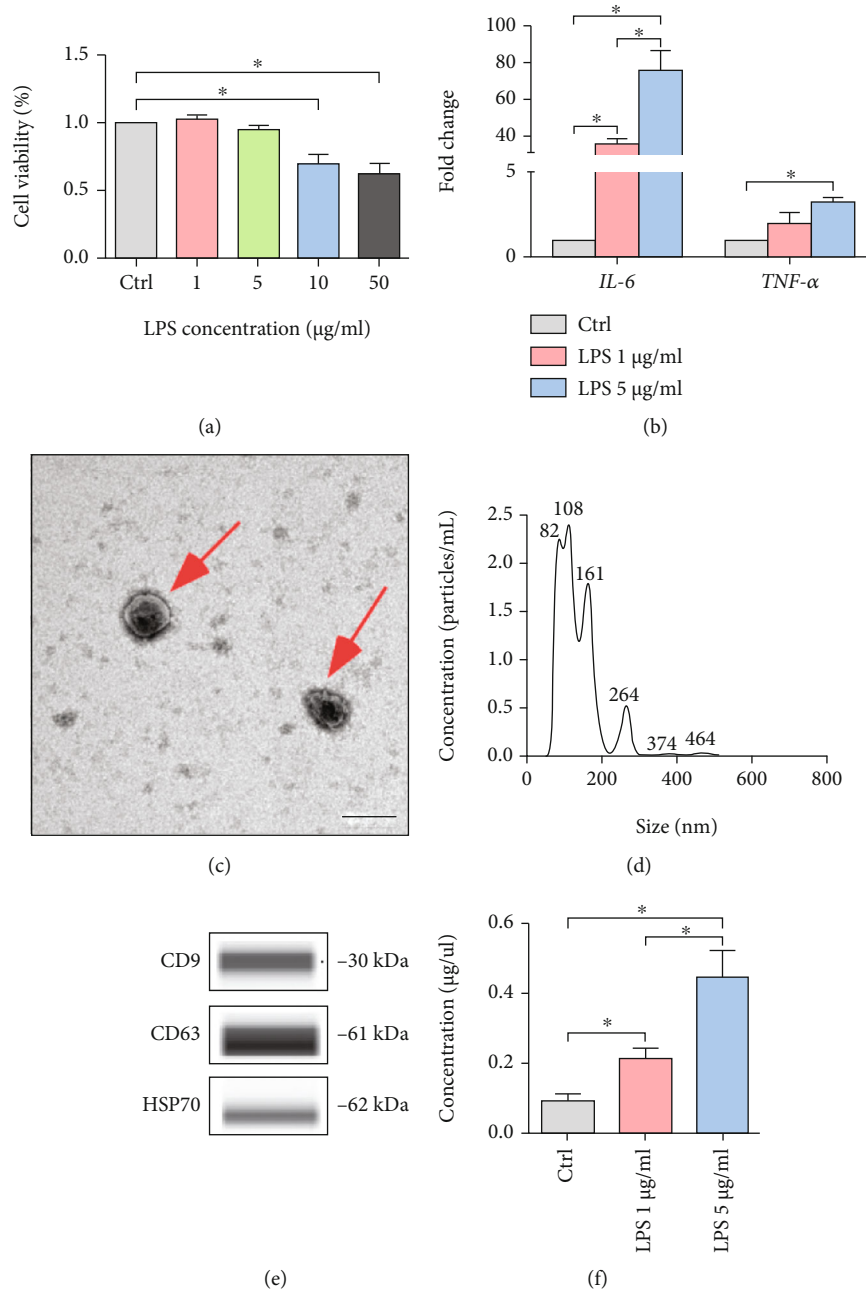 Cell viability (%)
1.5
1.0
0.5
0.0
*
*
Ctrl 1 5 10 50
LPS concentration (μg/ml)
(a)
Fold change
100
80
60
40
5
0
*
*
*
*
IL-6 TNF-α
Ctrl
LPS 1 μg/ml
LPS 5 μg/ml
(b)
(c)
Concentration (particles/mL)
2.5
2.0
1.5
1.0
0.5
0.0
82
108
161
264
374
464
0 200 400 600 800
Size (nm)
(d)
CD9 –30 kDa
CD63 –61 kDa
HSP70 –62 kDa
(e)
Concentration (μg/ul)
0.6
0.4
0.2
0.0
*
*
*
Ctrl
LPS 1 μg/ml
LPS 5 μg/ml
(f)